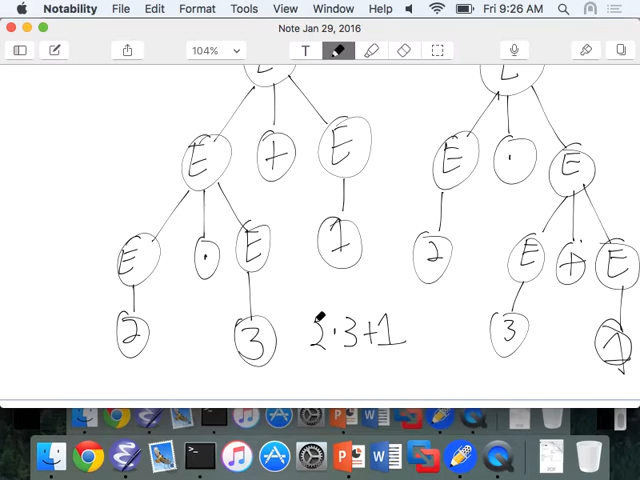 Notability File Edit Format Tools View Window Help Fri 9:26 AM
Note Jan 29, 2016
104% T
E E
E + E E · E
E · E 1 2 E + E
2 3 2·3+1 3 1
W W
PDF